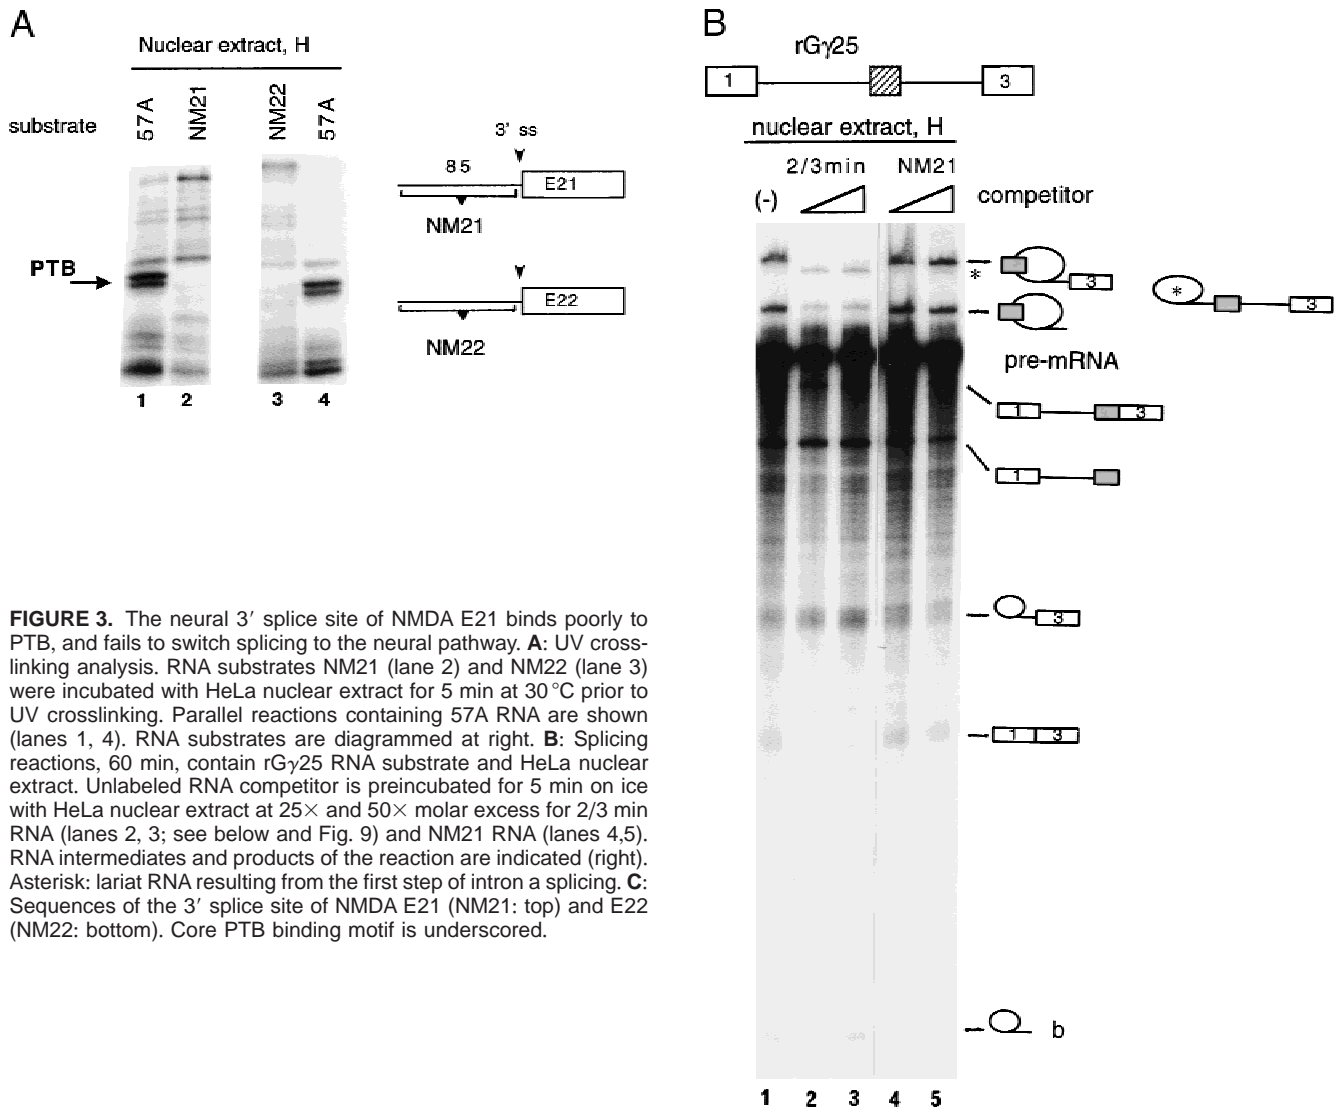 A
Nuclear extract, H
substrate
57A
NM21
NM22
57A
PTB
1 2 3 4
3' ss
85
E21
NM21
E22
NM22
FIGURE 3. The neural 3′ splice site of NMDA E21 binds poorly to
PTB, and fails to switch splicing to the neural pathway. A: UV cross-
linking analysis. RNA substrates NM21 (lane 2) and NM22 (lane 3)
were incubated with HeLa nuclear extract for 5 min at 30 °C prior to
UV crosslinking. Parallel reactions containing 57A RNA are shown
(lanes 1, 4). RNA substrates are diagrammed at right. B: Splicing
reactions, 60 min, contain rGγ25 RNA substrate and HeLa nuclear
extract. Unlabeled RNA competitor is preincubated for 5 min on ice
with HeLa nuclear extract at 25× and 50× molar excess for 2/3 min
RNA (lanes 2, 3; see below and Fig. 9) and NM21 RNA (lanes 4,5).
RNA intermediates and products of the reaction are indicated (right).
Asterisk: lariat RNA resulting from the first step of intron a splicing. C:
Sequences of the 3′ splice site of NMDA E21 (NM21: top) and E22
(NM22: bottom). Core PTB binding motif is underscored.
B
rGγ25
1 3
nuclear extract, H
2/3min NM21
(-) competitor
3
*
* 3
pre-mRNA
1 3
1
3
1 3
b
1 2 3 4 5